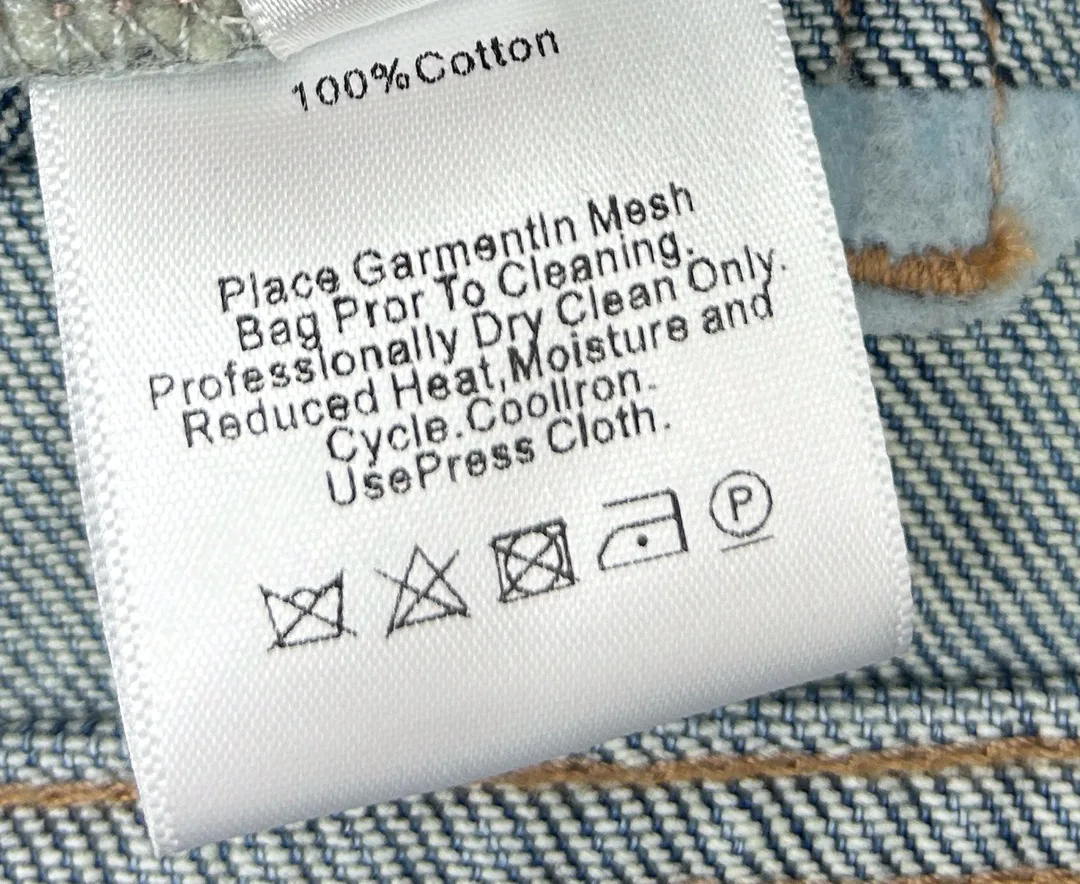 100%Cotton
Place GarmentIn Mesh
Bag Pror To Cleaning.
Professionally Dry Clean Only.
Reduced Heat,Moisture and
Cycle.CoolIron.
UsePress Cloth.
P